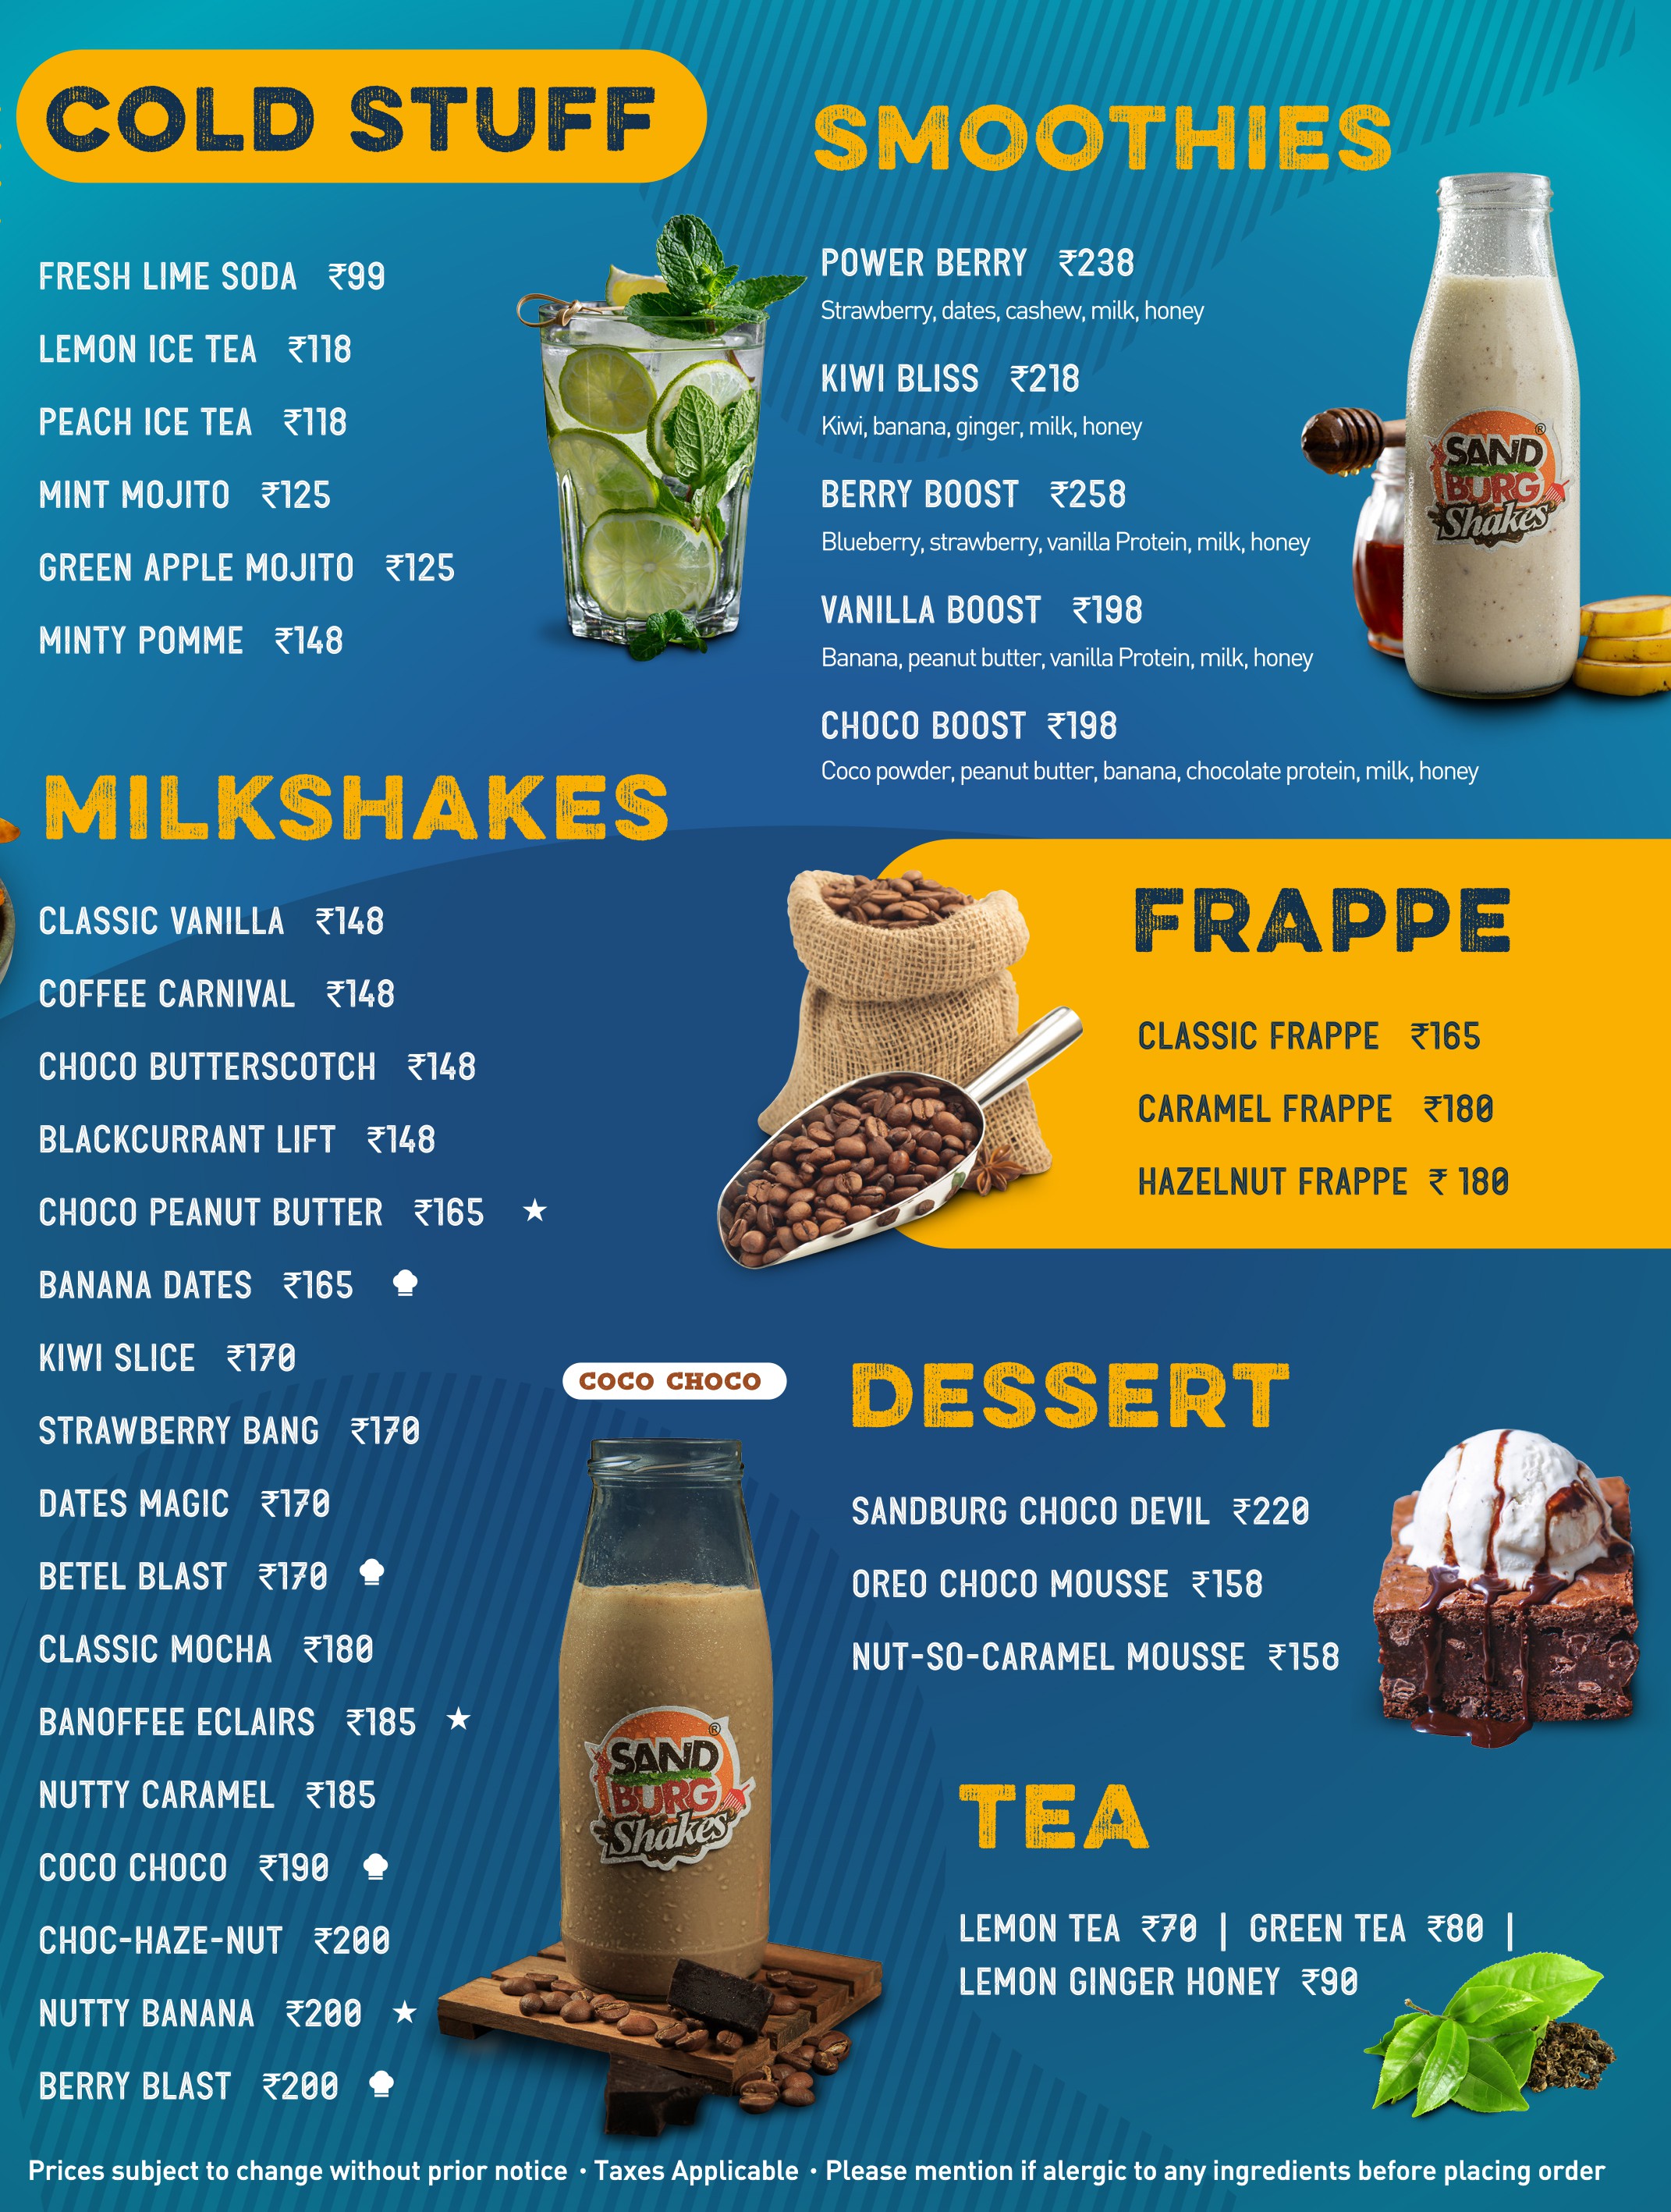 COLD STUFF
FRESH LIME SODA ₹99
LEMON ICE TEA ₹118
PEACH ICE TEA ₹118
MINT MOJITO ₹125
GREEN APPLE MOJITO ₹125
MINTY POMME ₹148
SMOOTHIES
POWER BERRY ₹238
Strawberry, dates, cashew, milk, honey
KIWI BLISS ₹218
Kiwi, banana, ginger, milk, honey
BERRY BOOST ₹258
Blueberry, strawberry, vanilla Protein, milk, honey
VANILLA BOOST ₹198
Banana, peanut butter, vanilla Protein, milk, honey
CHOCO BOOST ₹198
Coco powder, peanut butter, banana, chocolate protein, milk, honey
SAND
BURG
Shakes
®
MILKSHAKES
CLASSIC VANILLA ₹148
COFFEE CARNIVAL ₹148
CHOCO BUTTERSCOTCH ₹148
BLACKCURRANT LIFT ₹148
CHOCO PEANUT BUTTER ₹165 ★
BANANA DATES ₹165
KIWI SLICE ₹170
STRAWBERRY BANG ₹170
DATES MAGIC ₹170
BETEL BLAST ₹170
CLASSIC MOCHA ₹180
BANOFFEE ECLAIRS ₹185 ★
NUTTY CARAMEL ₹185
COCO CHOCO ₹190
CHOC-HAZE-NUT ₹200
NUTTY BANANA ₹200 ★
BERRY BLAST ₹200
COCO CHOCO
SAND
BURG
Shakes
®
FRAPPE
CLASSIC FRAPPE ₹165
CARAMEL FRAPPE ₹180
HAZELNUT FRAPPE ₹ 180
DESSERT
SANDBURG CHOCO DEVIL ₹220
OREO CHOCO MOUSSE ₹158
NUT-SO-CARAMEL MOUSSE ₹158
TEA
LEMON TEA ₹70 | GREEN TEA ₹80 |
LEMON GINGER HONEY ₹90
Prices subject to change without prior notice • Taxes Applicable • Please mention if alergic to any ingredients before placing order